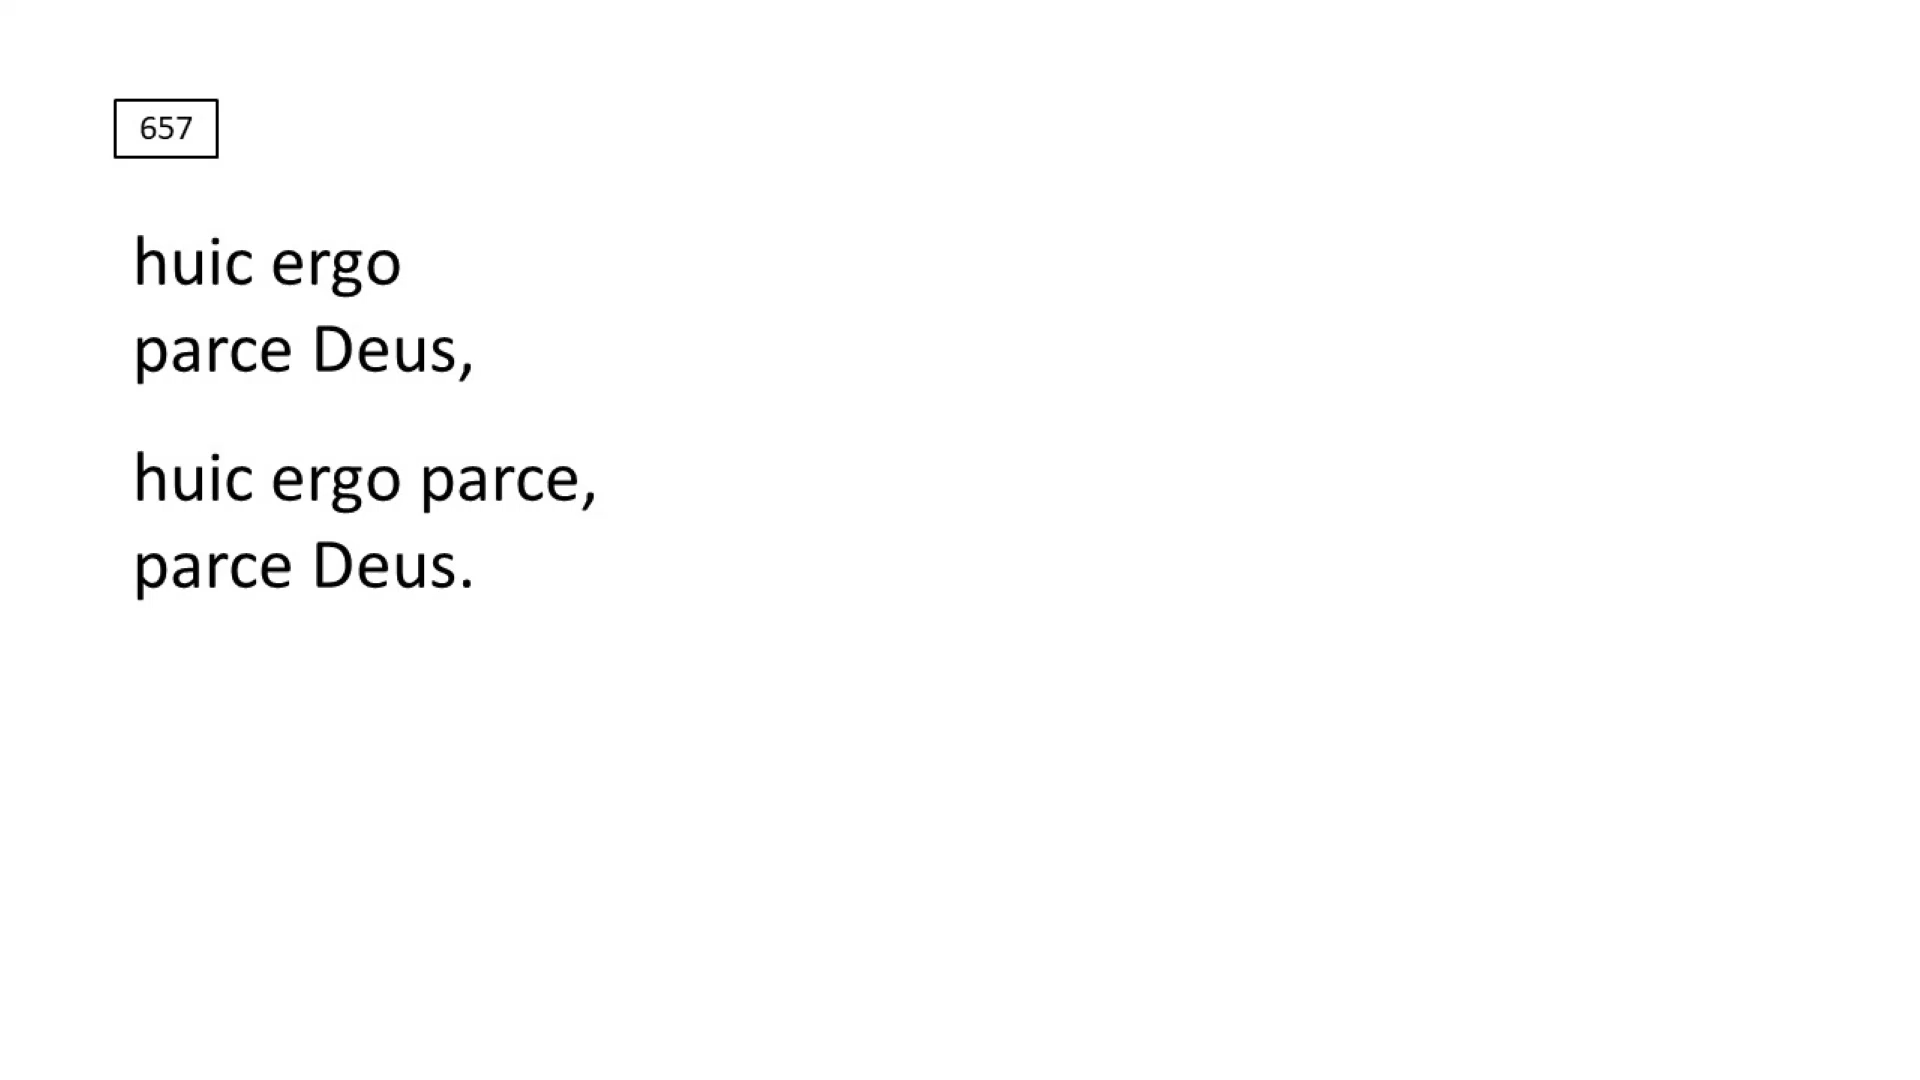 657
huic ergo
parce Deus,
huic ergo parce,
parce Deus.